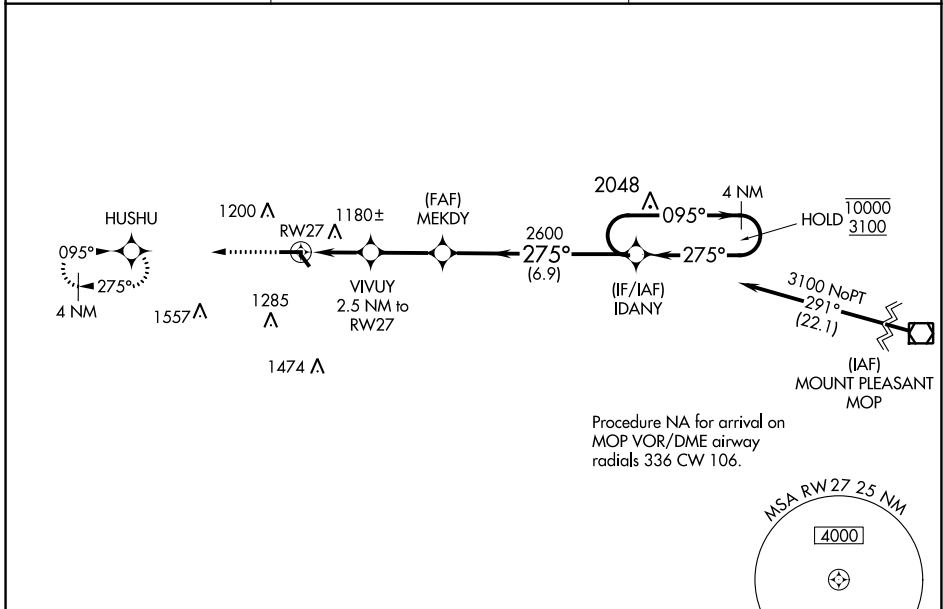 HUSHU
095°
275°
4 NM
1557
1200
1285
1474
RW27
1180±
VIVUY
2.5 NM to
RW27
(FAF)
MEKDY
2600
275°
(6.9)
2048
095°
4 NM
275°
HOLD
10000
3100
(IF/IAF)
IDANY
3100 NoPT
291°
(22.1)
(IAF)
MOUNT PLEASANT
MOP
Procedure NA for arrival on
MOP VOR/DME airway
radials 336 CW 106.
MSA RW27 25 NM
4000